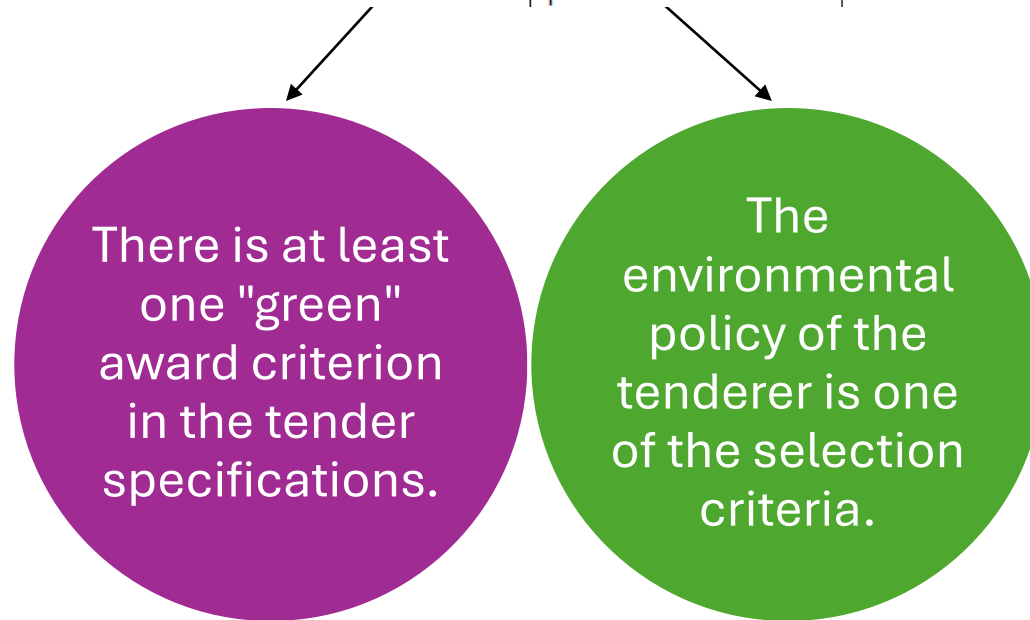 There is at least
one "green"
award criterion
in the tender
specifications.
The
environmental
policy of the
tenderer is one
of the selection
criteria.